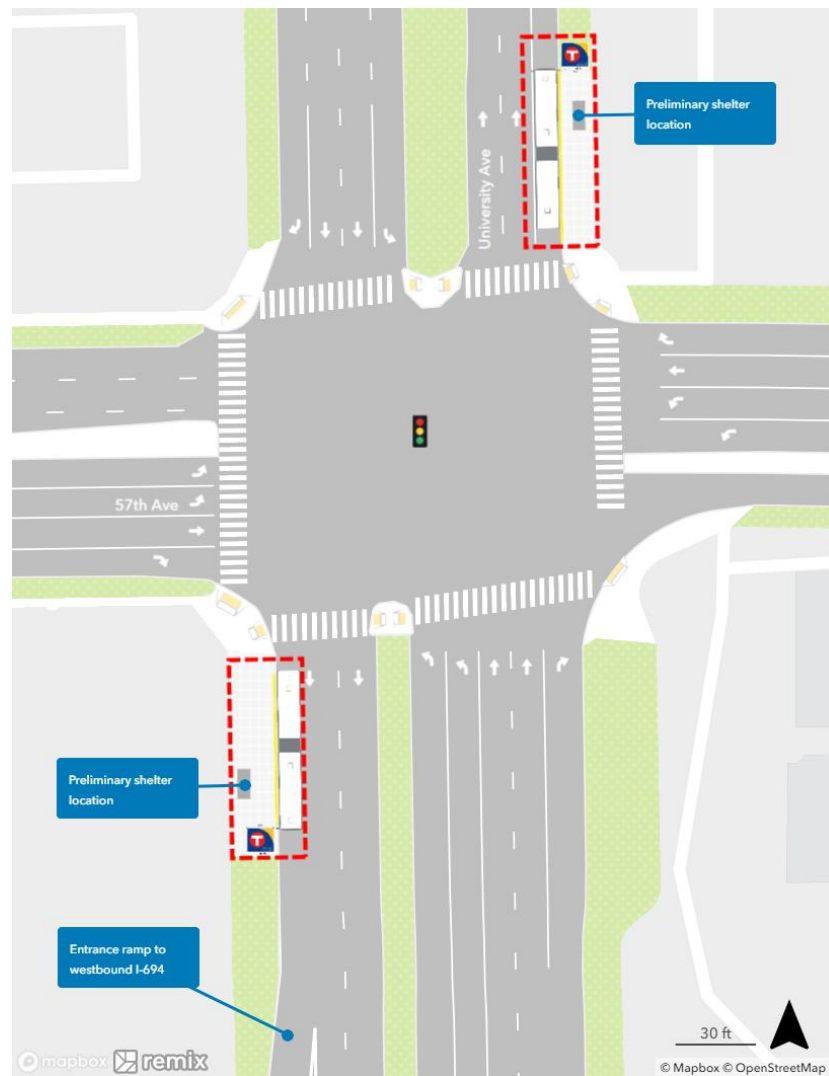 Preliminary shelter
location
University Ave
57th Ave
Preliminary shelter
location
Entrance ramp to
westbound I-694
30 ft
mapbox remix
© Mapbox © OpenStreetMap